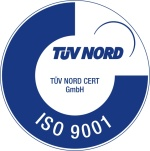 TÜV NORD
TÜV NORD CERT
GmbH
ISO 9001